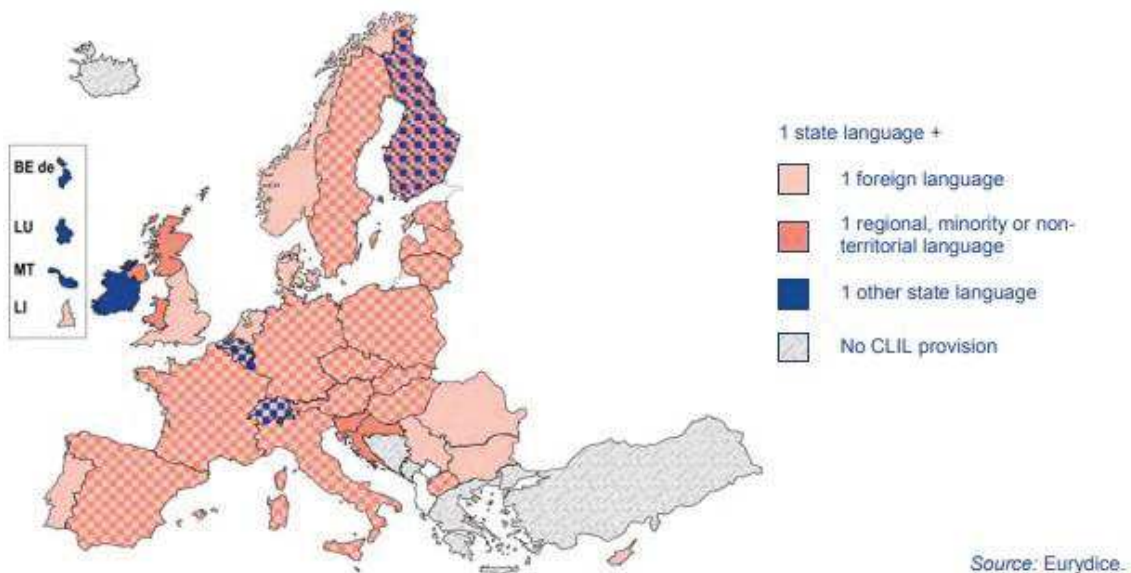 BE de
LU
MT
LI
1 state language +
1 foreign language
1 regional, minority or non-
territorial language
1 other state language
No CLIL provision
Source: Eurydice.